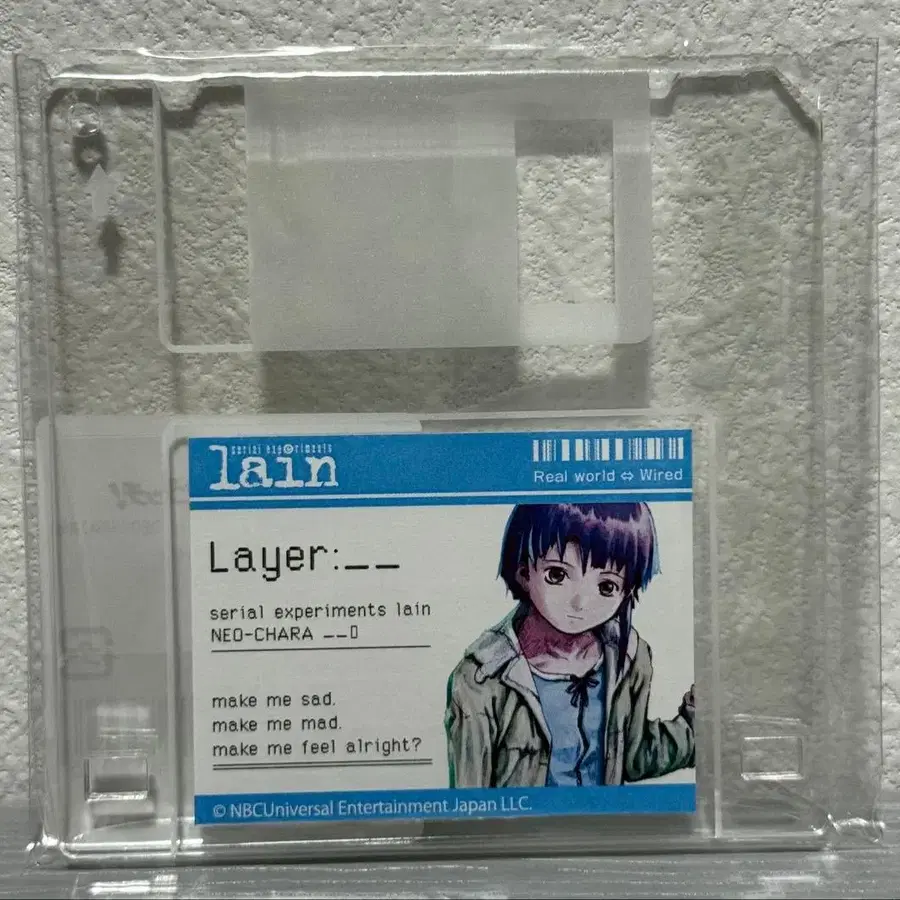 serial experiments
lain
Real world ⇔ Wired
Layer:__
serial experiments lain
NEO-CHARA __▯
make me sad.
make me mad.
make me feel alright?
© NBCUniversal Entertainment Japan LLC.